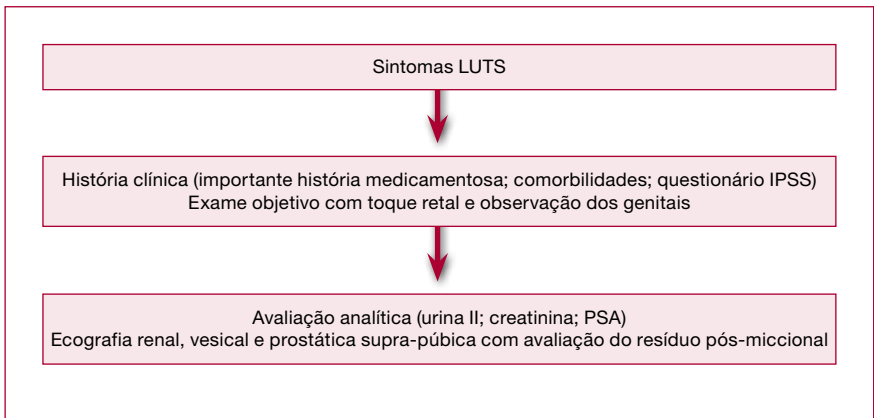 Sintomas LUTS
História clínica (importante história medicamentosa; comorbilidades; questionário IPSS)
Exame objetivo com toque retal e observação dos genitais
Avaliação analítica (urina II; creatinina; PSA)
Ecografia renal, vesical e prostática supra-púbica com avaliação do resíduo pós-miccional